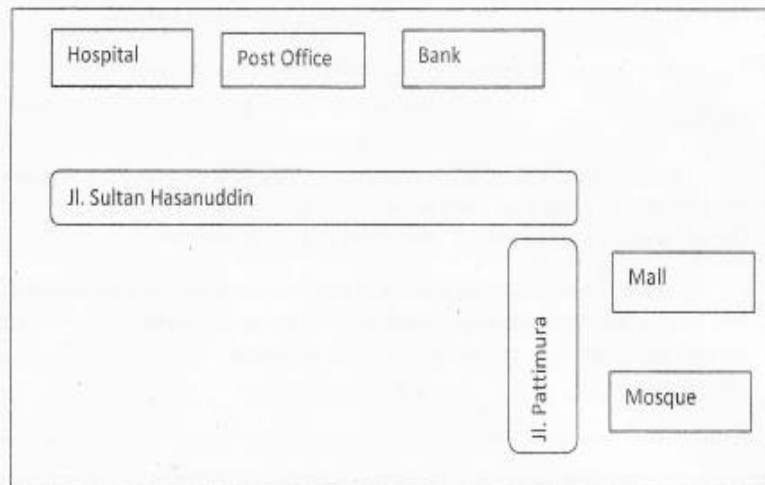 Hospital
Post Office
Bank
Jl. Sultan Hasanuddin
Mall
Jl. Pattimura
Mosque